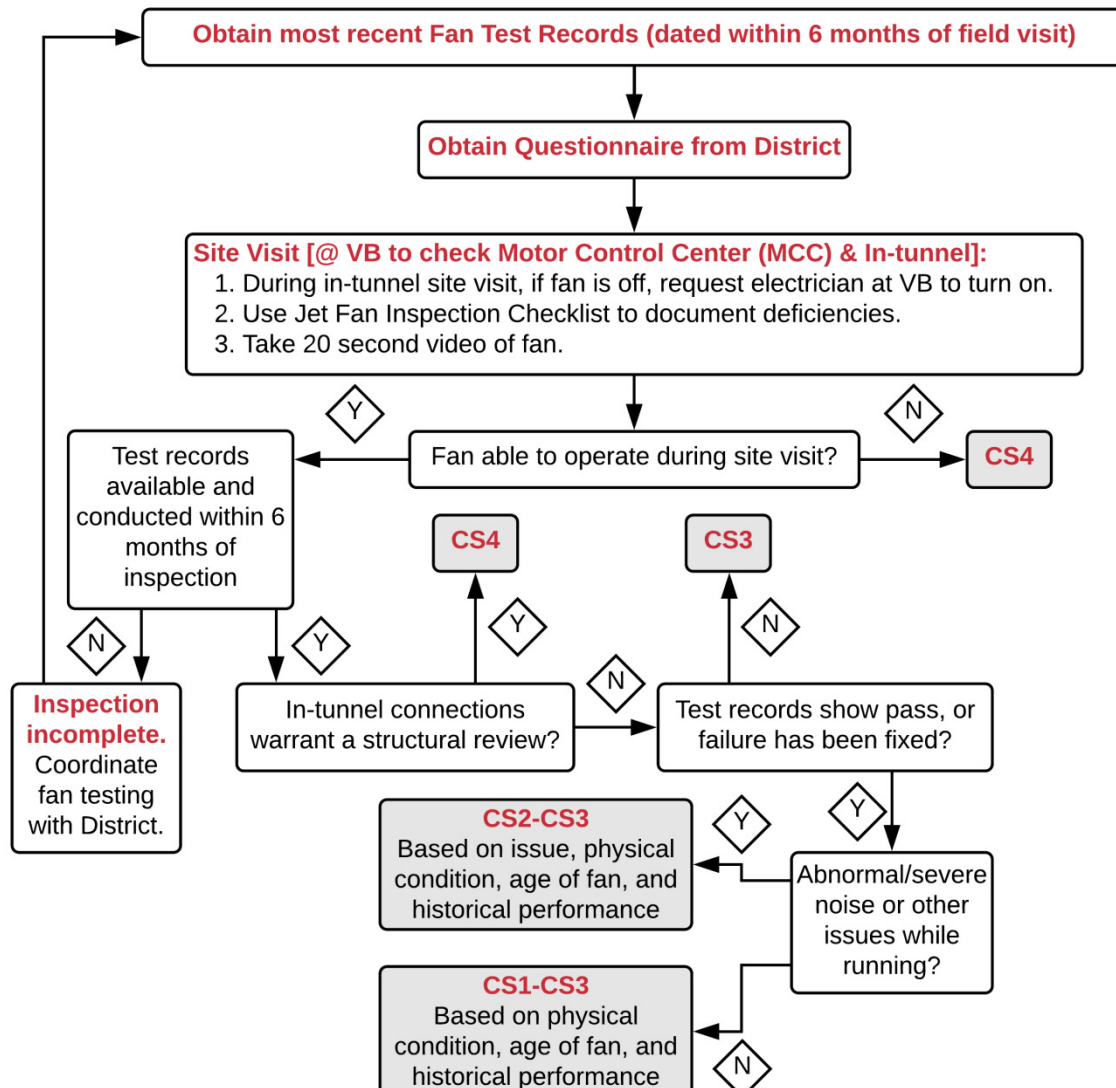 Obtain most recent Fan Test Records (dated within 6 months of field visit)
Obtain Questionnaire from District
Site Visit [@ VB to check Motor Control Center (MCC) & In-tunnel]:
1. During in-tunnel site visit, if fan is off, request electrician at VB to turn on.
2. Use Jet Fan Inspection Checklist to document deficiencies.
3. Take 20 second video of fan.
Y
N
Test records
available and
conducted within 6
months of
inspection
Fan able to operate during site visit?
CS4
CS4
CS3
N
Y
Y
N
N
Inspection
incomplete.
Coordinate
fan testing
with District.
In-tunnel connections
warrant a structural review?
Test records show pass, or
failure has been fixed?
CS2-CS3
Based on issue, physical
condition, age of fan, and
historical performance
Y
Y
Abnormal/severe
noise or other
issues while
running?
CS1-CS3
Based on physical
condition, age of fan, and
historical performance
N